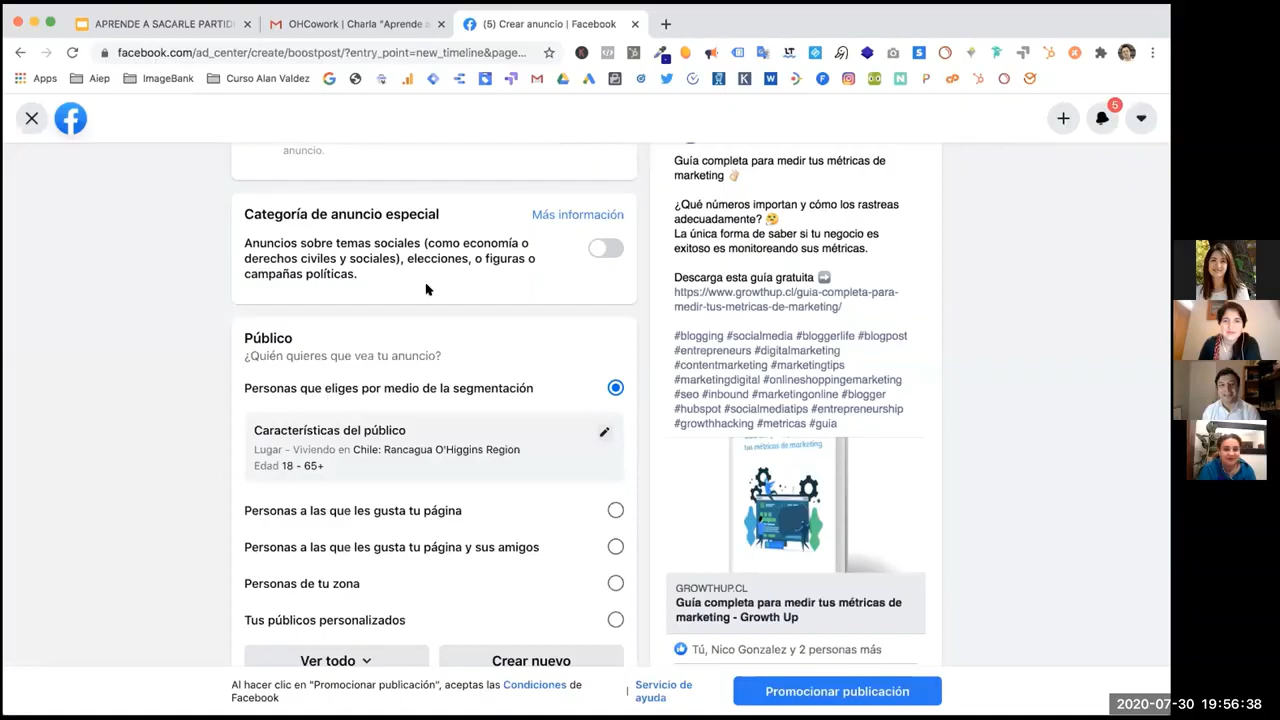 APRENDE A SACARLE PARTID
OHCowork | Charla "Aprende a
(5) Crear anuncio | Facebook
facebook.com/ad_center/create/boostpost/?entry_point=new_timeline&page...
Apps
Aiep
ImageBank
Curso Alan Valdez
5
anuncio.
Categoría de anuncio especial
Más información
Anuncios sobre temas sociales (como economía o
derechos civiles y sociales), elecciones, o figuras o
campañas políticas.
Público
¿Quién quieres que vea tu anuncio?
Personas que eliges por medio de la segmentación
Características del público
Lugar - Viviendo en Chile: Rancagua O'Higgins Region
Edad 18 - 65+
Personas a las que les gusta tu página
Personas a las que les gusta tu página y sus amigos
Personas de tu zona
Tus públicos personalizados
Ver todo
Crear nuevo
Guía completa para medir tus métricas de
marketing 👌🏻
¿Qué números importan y cómo los rastreas
adecuadamente? 🤔
La única forma de saber si tu negocio es
exitoso es monitoreando sus métricas.
Descarga esta guía gratuita ➡️
https://www.growthup.cl/guia-completa-para-
medir-tus-metricas-de-marketing/
#blogging #socialmedia #bloggerlife #blogpost
#entrepreneurs #digitalmarketing
#contentmarketing #marketingtips
#marketingdigital #onlineshoppingemarketing
#seo #inbound #marketingonline #blogger
#hubspot #socialmediatips #entrepreneurship
#growthhacking #metricas #guia
tus métricas de marketing
GROWTHUP.CL
Guía completa para medir tus métricas de
marketing - Growth Up
Tú, Nico Gonzalez y 2 personas más
Al hacer clic en "Promocionar publicación", aceptas las Condiciones de
Facebook
Servicio de
ayuda
Promocionar publicación
2020-07-30 19:56:38